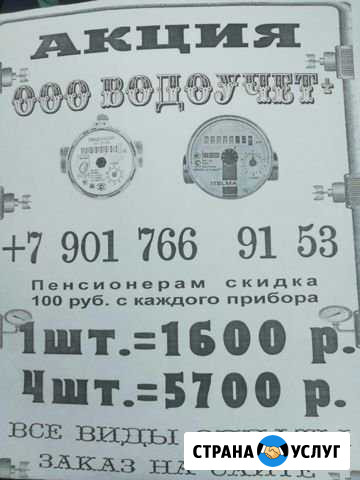 АКЦИЯ
ООО ВОДОУЧЕТ+
ITELMA
+7 901 766 91 53
Пенсионерам скидка
100 руб. с каждого прибора
1шт.=1600 р.
4шт.=5700 р.
ВСЕ ВИДЫ
ЗАКАЗ НА САЙТЕ
СТРАНА УСЛУГ